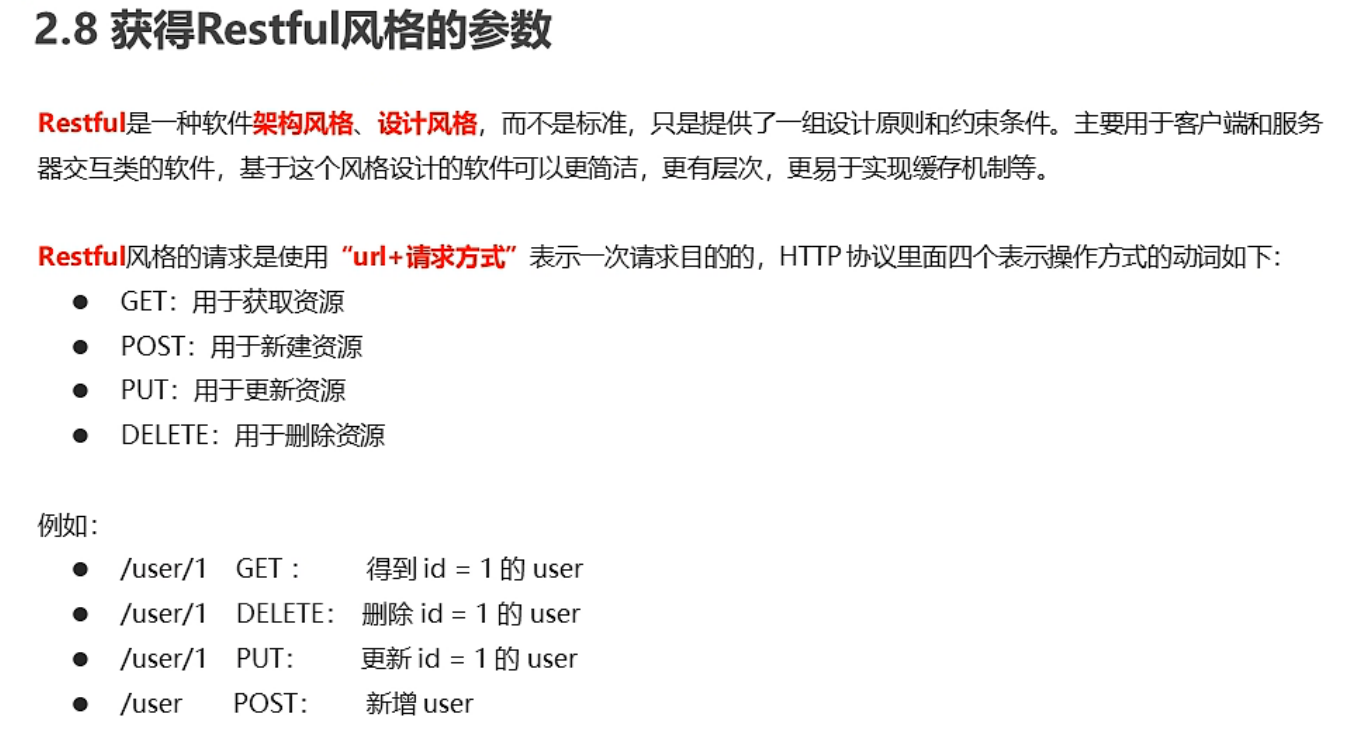 2.8 获得Restful风格的参数
Restful是一种软件架构风格、设计风格，而不是标准，只是提供了一组设计原则和约束条件。主要用于客户端和服务
器交互类的软件，基于这个风格设计的软件可以更简洁，更有层次，更易于实现缓存机制等。
Restful风格的请求是使用“url+请求方式”表示一次请求目的的，HTTP 协议里面四个表示操作方式的动词如下：
● GET：用于获取资源
● POST：用于新建资源
● PUT：用于更新资源
● DELETE：用于删除资源
例如：
● /user/1 GET ： 得到 id = 1 的 user
● /user/1 DELETE： 删除 id = 1 的 user
● /user/1 PUT： 更新 id = 1 的 user
● /user POST： 新增 user